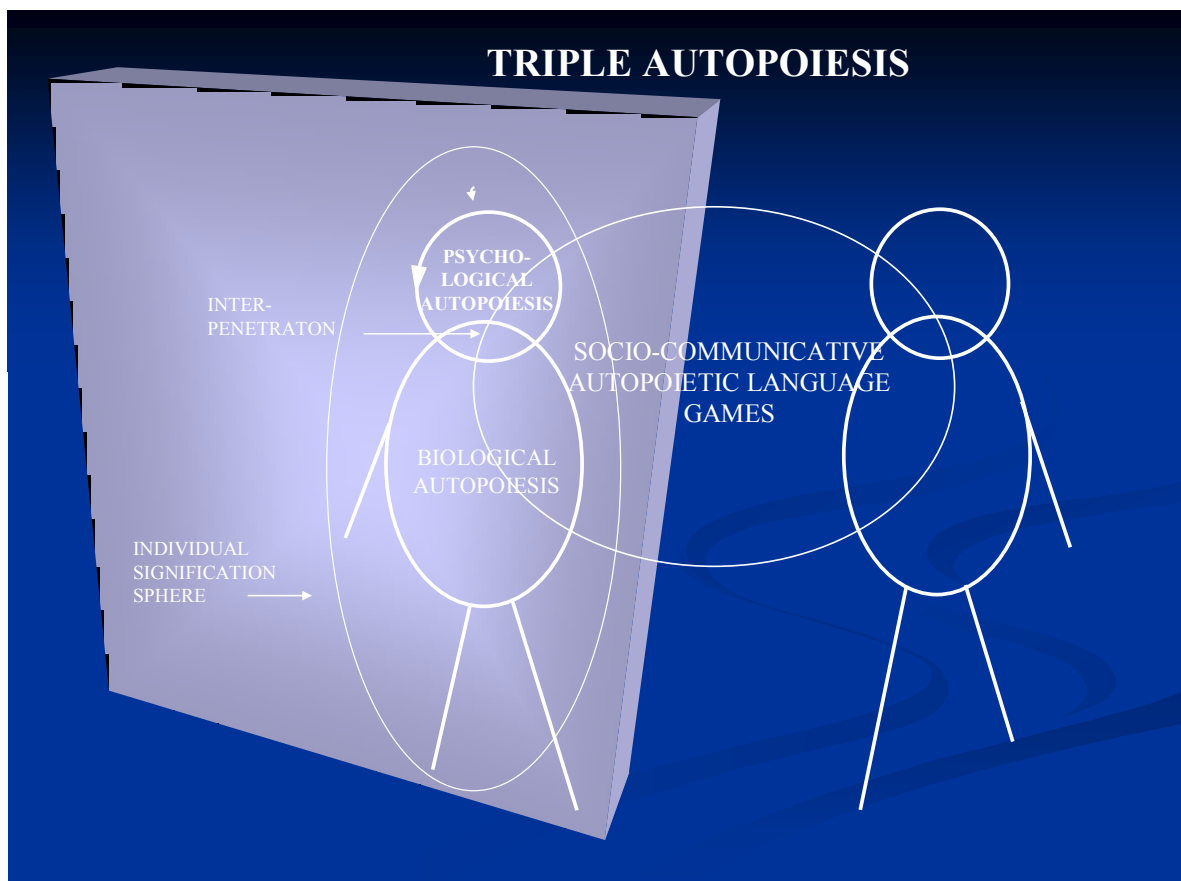 TRIPLE AUTOPOIESIS
PSYCHO-
LOGICAL
AUTOPOIESIS
INTER-
PENETRATON
SOCIO-COMMUNICATIVE
AUTOPOIETIC LANGUAGE
GAMES
BIOLOGICAL
AUTOPOIESIS
INDIVIDUAL
SIGNIFICATION
SPHERE